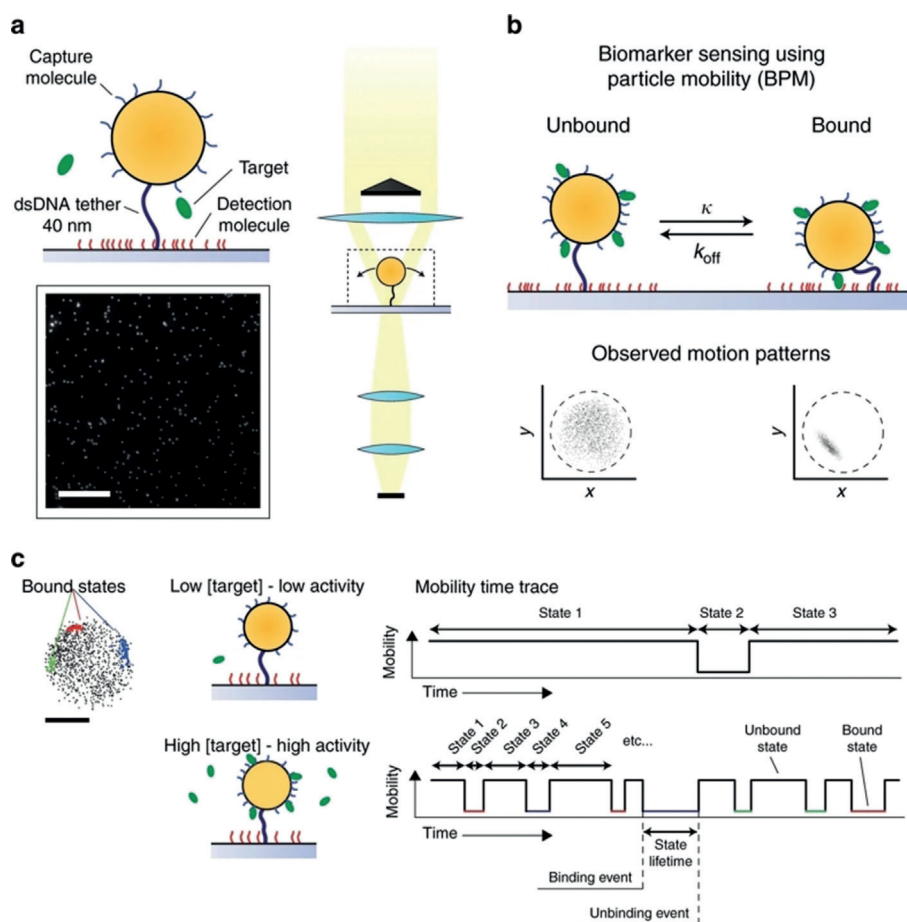 a
Capture
molecule
Target
dsDNA tether
40 nm
Detection
molecule
b
Biomarker sensing using
particle mobility (BPM)
Unbound
Bound
κ
k_off
Observed motion patterns
y
x
y
x
c
Bound states
Low [target] - low activity
High [target] - high activity
Mobility time trace
State 1
State 2
State 3
Mobility
Time
State 1
State 2
State 3
State 4
State 5
etc...
Unbound
state
Bound
state
Mobility
Time
State
lifetime
Binding event
Unbinding event